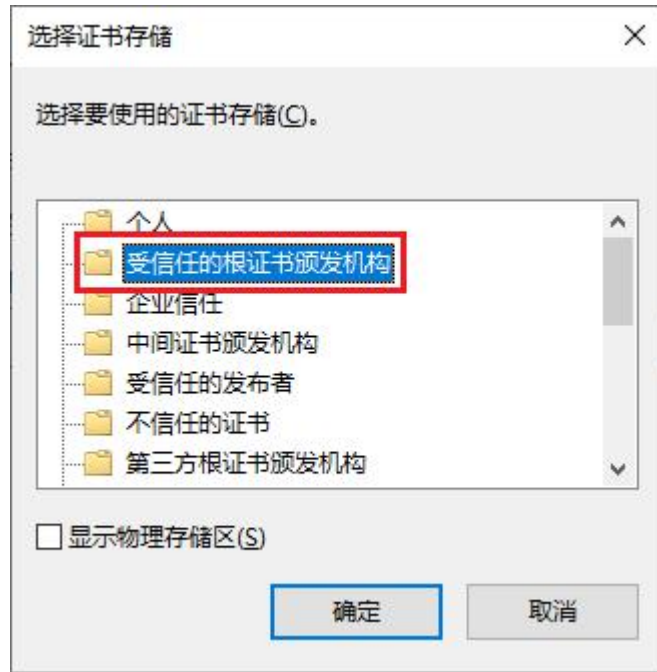 选择证书存储
选择要使用的证书存储(C)。
个人
受信任的根证书颁发机构
企业信任
中间证书颁发机构
受信任的发布者
不信任的证书
第三方根证书颁发机构
显示物理存储区(S)
确定
取消